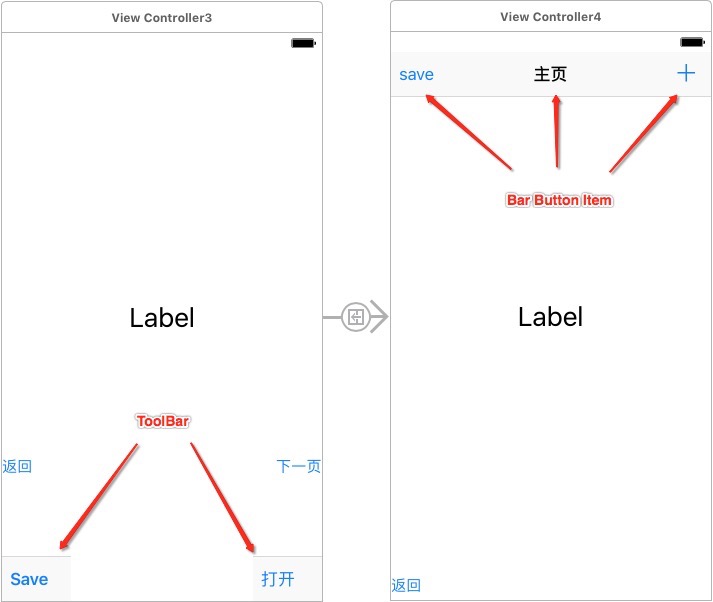 View Controller3
Label
ToolBar
返回
下一页
Save
打开
View Controller4
save
主页
Bar Button Item
Label
返回